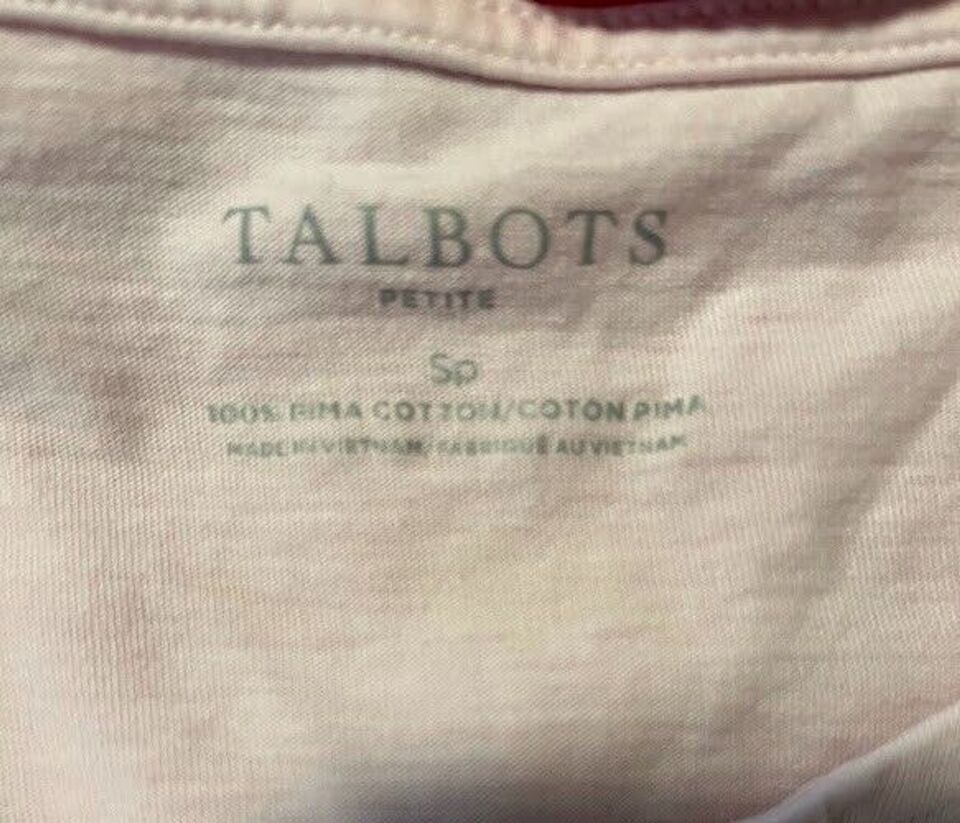 TALBOTS
PETITE
Sp
100% PIMA COTTON/COTON PIMA
MADE IN VIETNAM/FABRIQUÉ AU VIETNAM